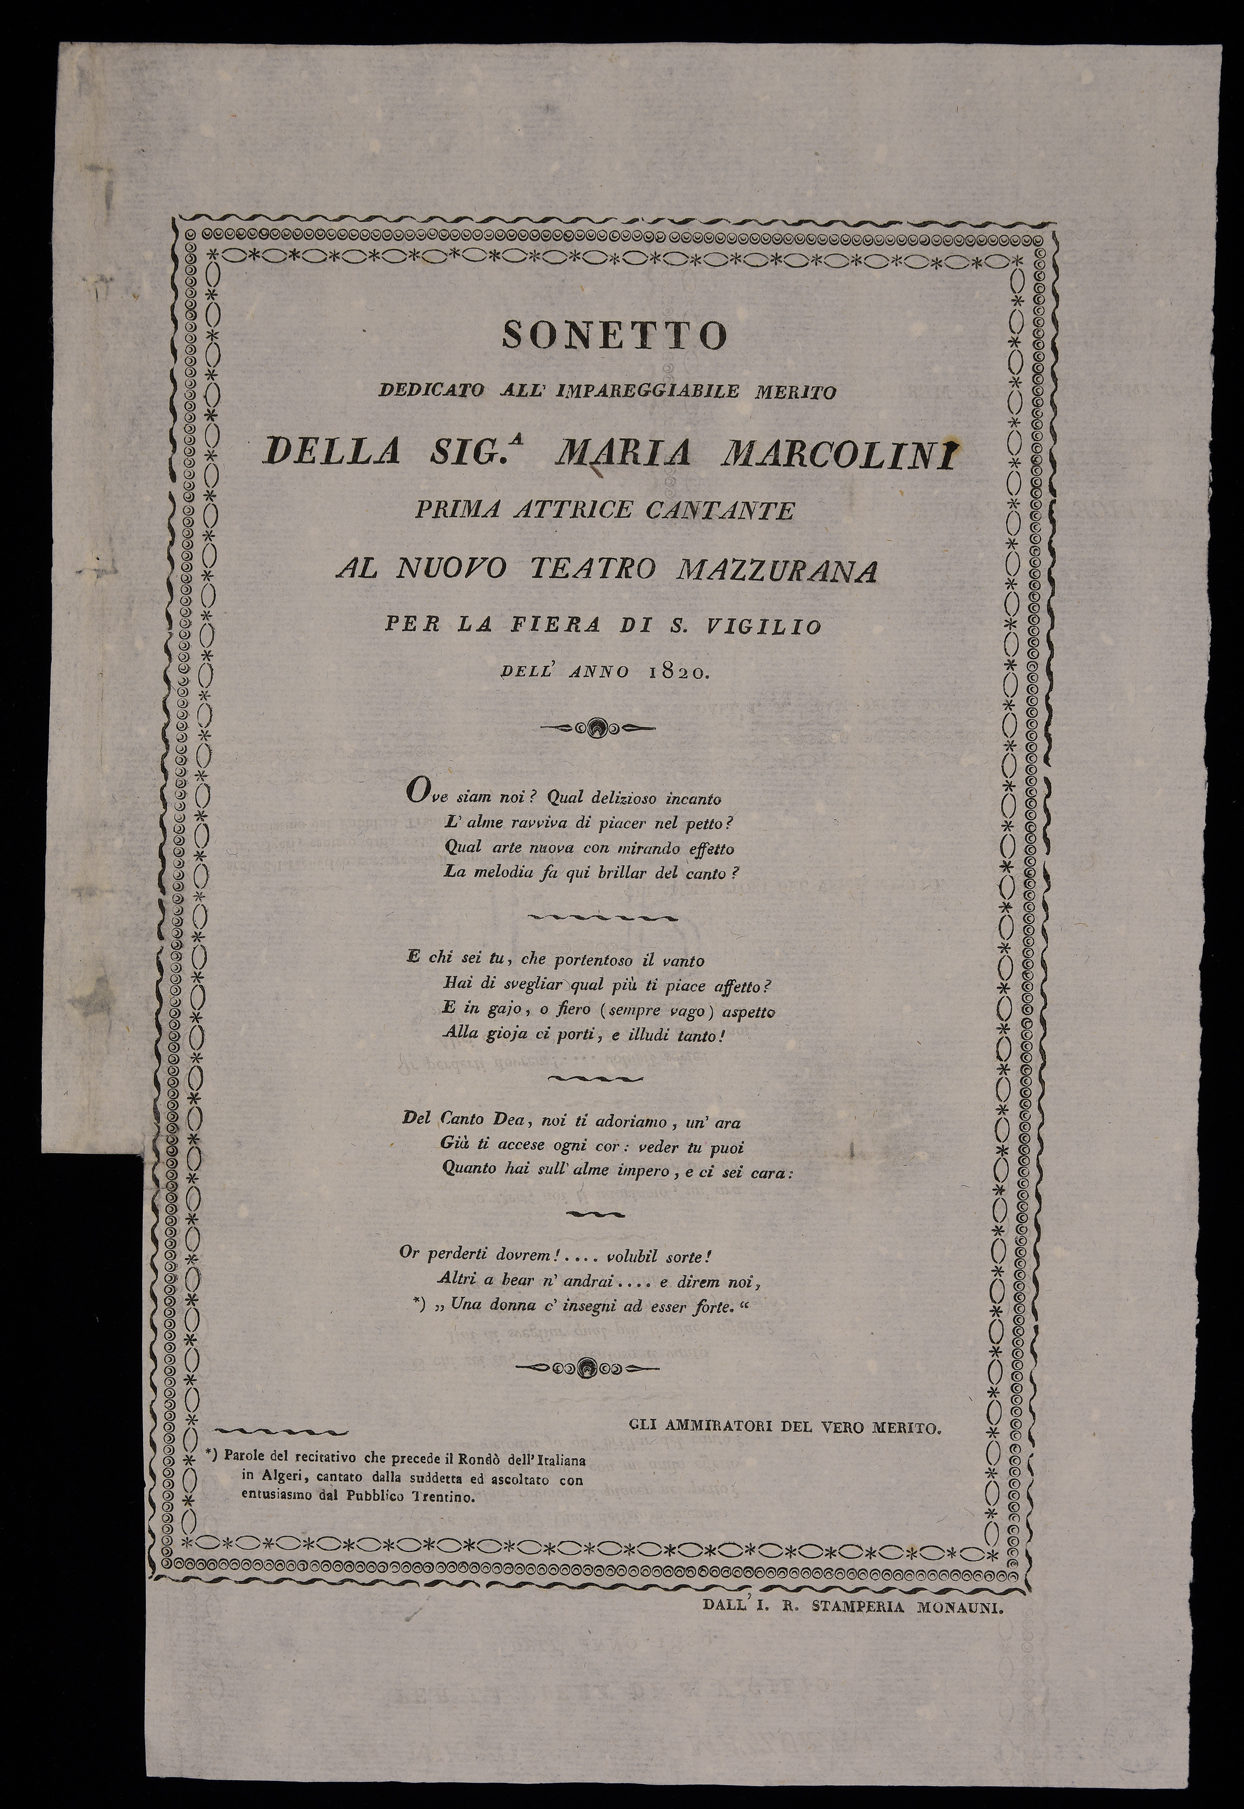 SONETTO
DEDICATO ALL' IMPAREGGIABILE MERITO
DELLA SIG.A MARIA MARCOLINI
PRIMA ATTRICE CANTANTE
AL NUOVO TEATRO MAZZURANA
PER LA FIERA DI S. VIGILIO
DELL' ANNO 1820.
Ove siam noi? Qual delizioso incanto
L' alme ravviva di piacer nel petto?
Qual arte nuova con mirando effetto
La melodia fa qui brillar del canto?
E chi sei tu, che portentoso il vanto
Hai di svegliar qual più ti piace affetto?
E in gajo, o fiero (sempre vago) aspetto
Alla gioja ci porti, e illudi tanto!
Del Canto Dea, noi ti adoriamo, un' ara
Già ti accese ogni cor: veder tu puoi
Quanto hai sull' alme impero, e ci sei cara:
Or perderti dovrem!.... volubil sorte!
Altri a bear n' andrai.... e direm noi,
*) „ Una donna c' insegni ad esser forte. “
GLI AMMIRATORI DEL VERO MERITO.
*) Parole del recitativo che precede il Rondò dell' Italiana
in Algeri, cantato dalla suddetta ed ascoltato con
entusiasmo dal Pubblico Trentino.
DALL' I. R. STAMPERIA MONAUNI.